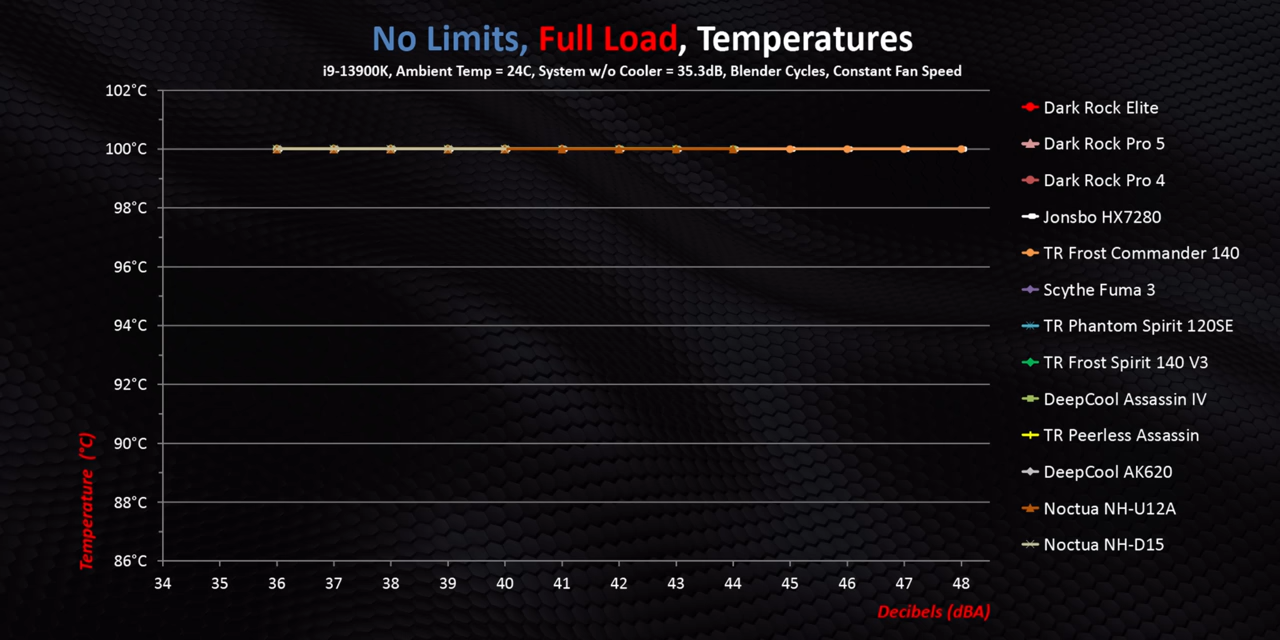 No Limits, Full Load, Temperatures
i9-13900K, Ambient Temp = 24C, System w/o Cooler = 35.3dB, Blender Cycles, Constant Fan Speed
102°C
100°C
98°C
96°C
94°C
92°C
90°C
88°C
86°C
Temperature (°C)
34 35 36 37 38 39 40 41 42 43 44 45 46 47 48
Decibels (dBA)
Dark Rock Elite
Dark Rock Pro 5
Dark Rock Pro 4
Jonsbo HX7280
TR Frost Commander 140
Scythe Fuma 3
TR Phantom Spirit 120SE
TR Frost Spirit 140 V3
DeepCool Assassin IV
TR Peerless Assassin
DeepCool AK620
Noctua NH-U12A
Noctua NH-D15